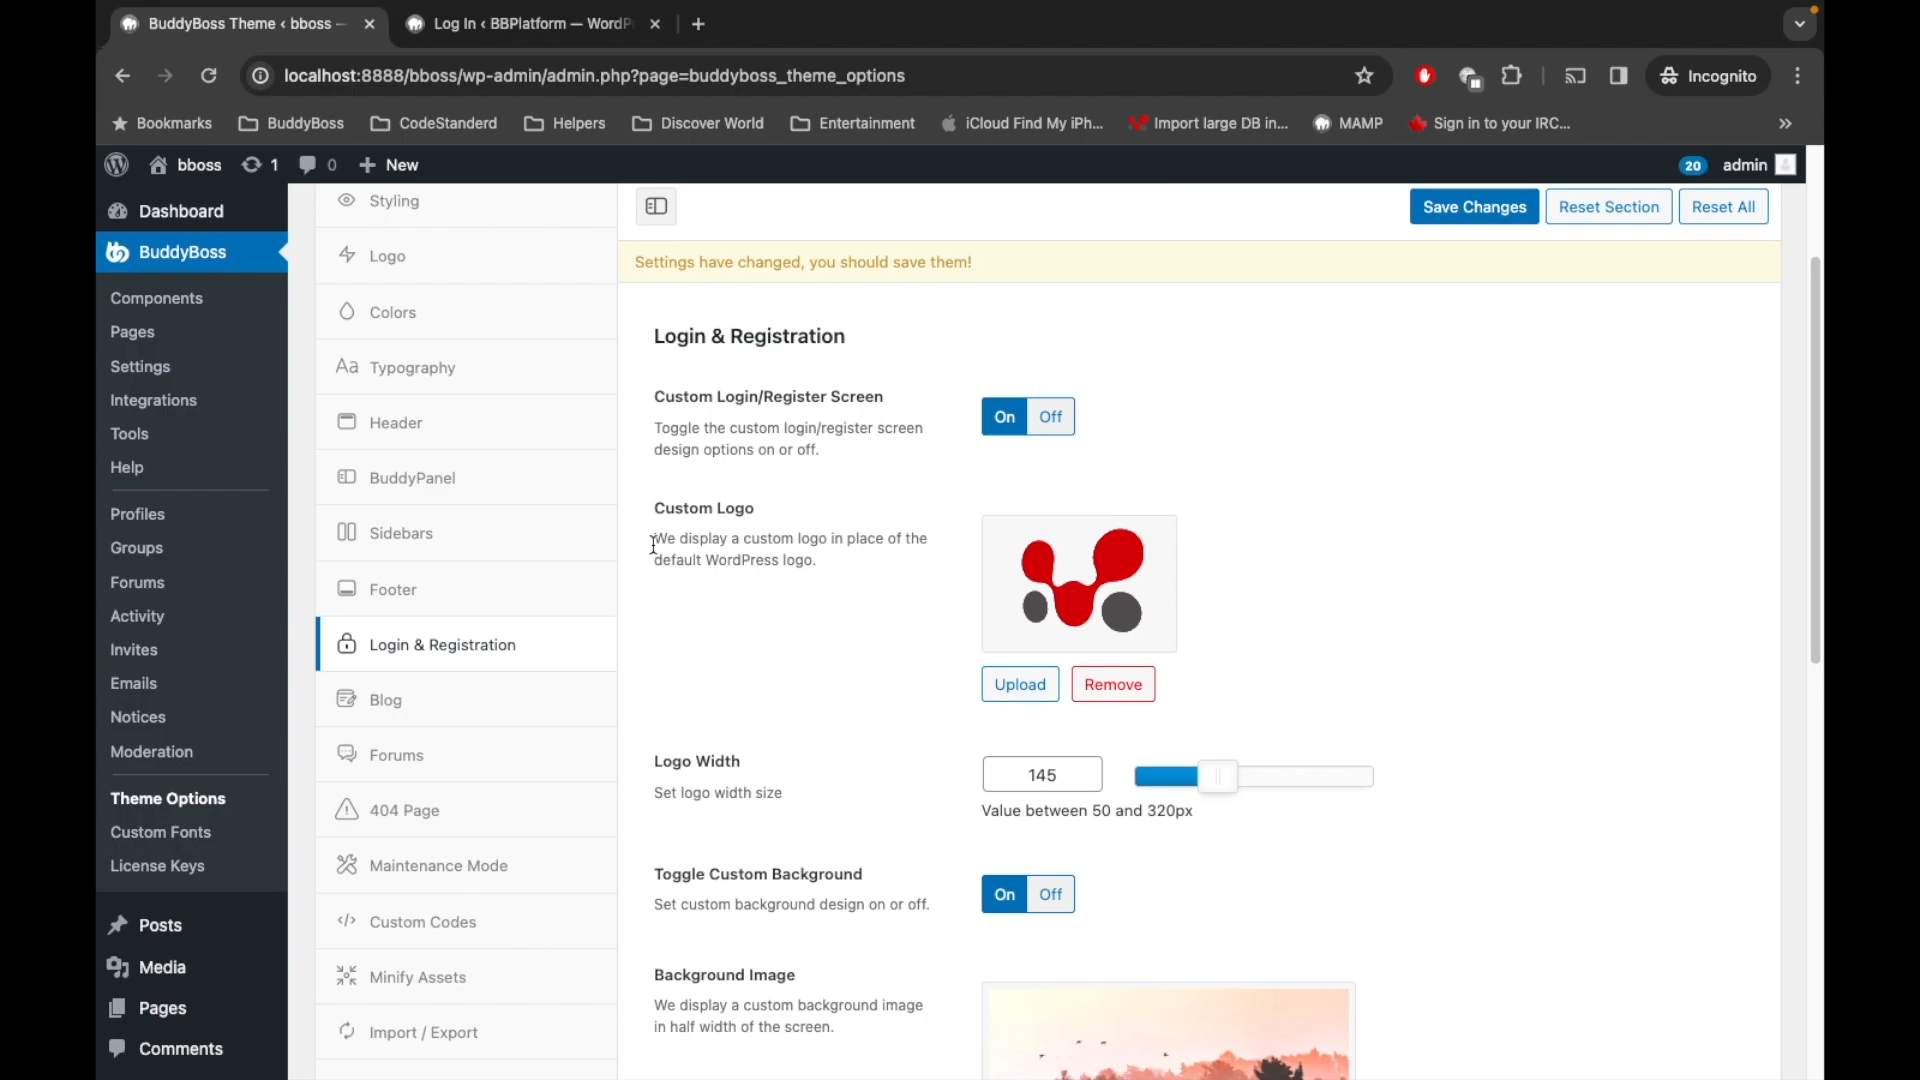 BuddyBoss Theme ‹ bboss –
Log In ‹ BBPlatform — WordP
localhost:8888/bboss/wp-admin/admin.php?page=buddyboss_theme_options
Incognito
Bookmarks
BuddyBoss
CodeStanderd
Helpers
Discover World
Entertainment
iCloud Find My iPh...
Import large DB in...
MAMP
Sign in to your IRC...
bboss
1
0
New
20
admin
Dashboard
BuddyBoss
Components
Pages
Settings
Integrations
Tools
Help
Profiles
Groups
Forums
Activity
Invites
Emails
Notices
Moderation
Theme Options
Custom Fonts
License Keys
Posts
Media
Pages
Comments
Styling
Logo
Colors
Aa Typography
Header
BuddyPanel
Sidebars
Footer
Login & Registration
Blog
Forums
404 Page
Maintenance Mode
Custom Codes
Minify Assets
Import / Export
Save Changes
Reset Section
Reset All
Settings have changed, you should save them!
Login & Registration
Custom Login/Register Screen
Toggle the custom login/register screen
design options on or off.
On
Off
Custom Logo
We display a custom logo in place of the
default WordPress logo.
Upload
Remove
Logo Width
Set logo width size
145
Value between 50 and 320px
Toggle Custom Background
Set custom background design on or off.
On
Off
Background Image
We display a custom background image
in half width of the screen.